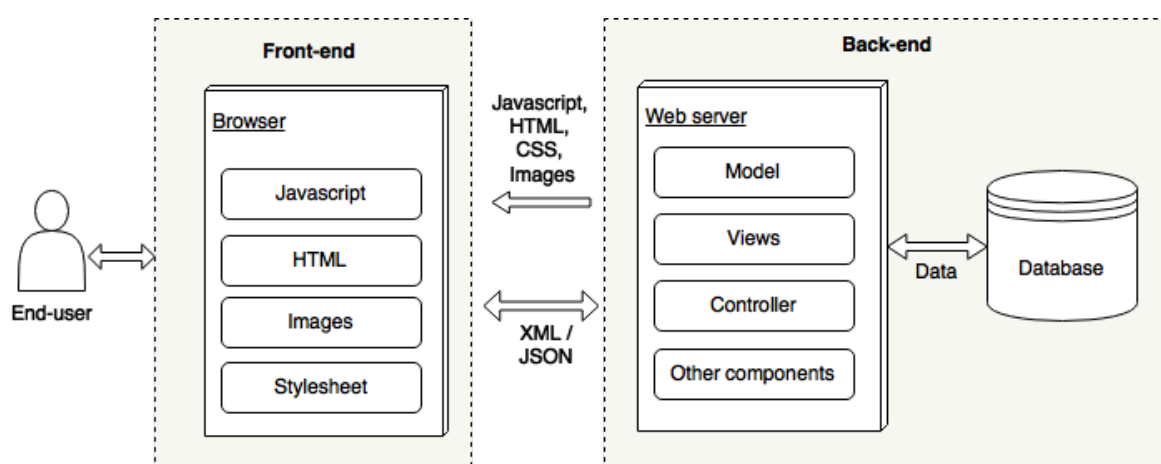 Front-end
Back-end
Browser
Javascript
HTML
Images
Stylesheet
End-user
Javascript,
HTML,
CSS,
Images
XML /
JSON
Web server
Model
Views
Controller
Other components
Data
Database